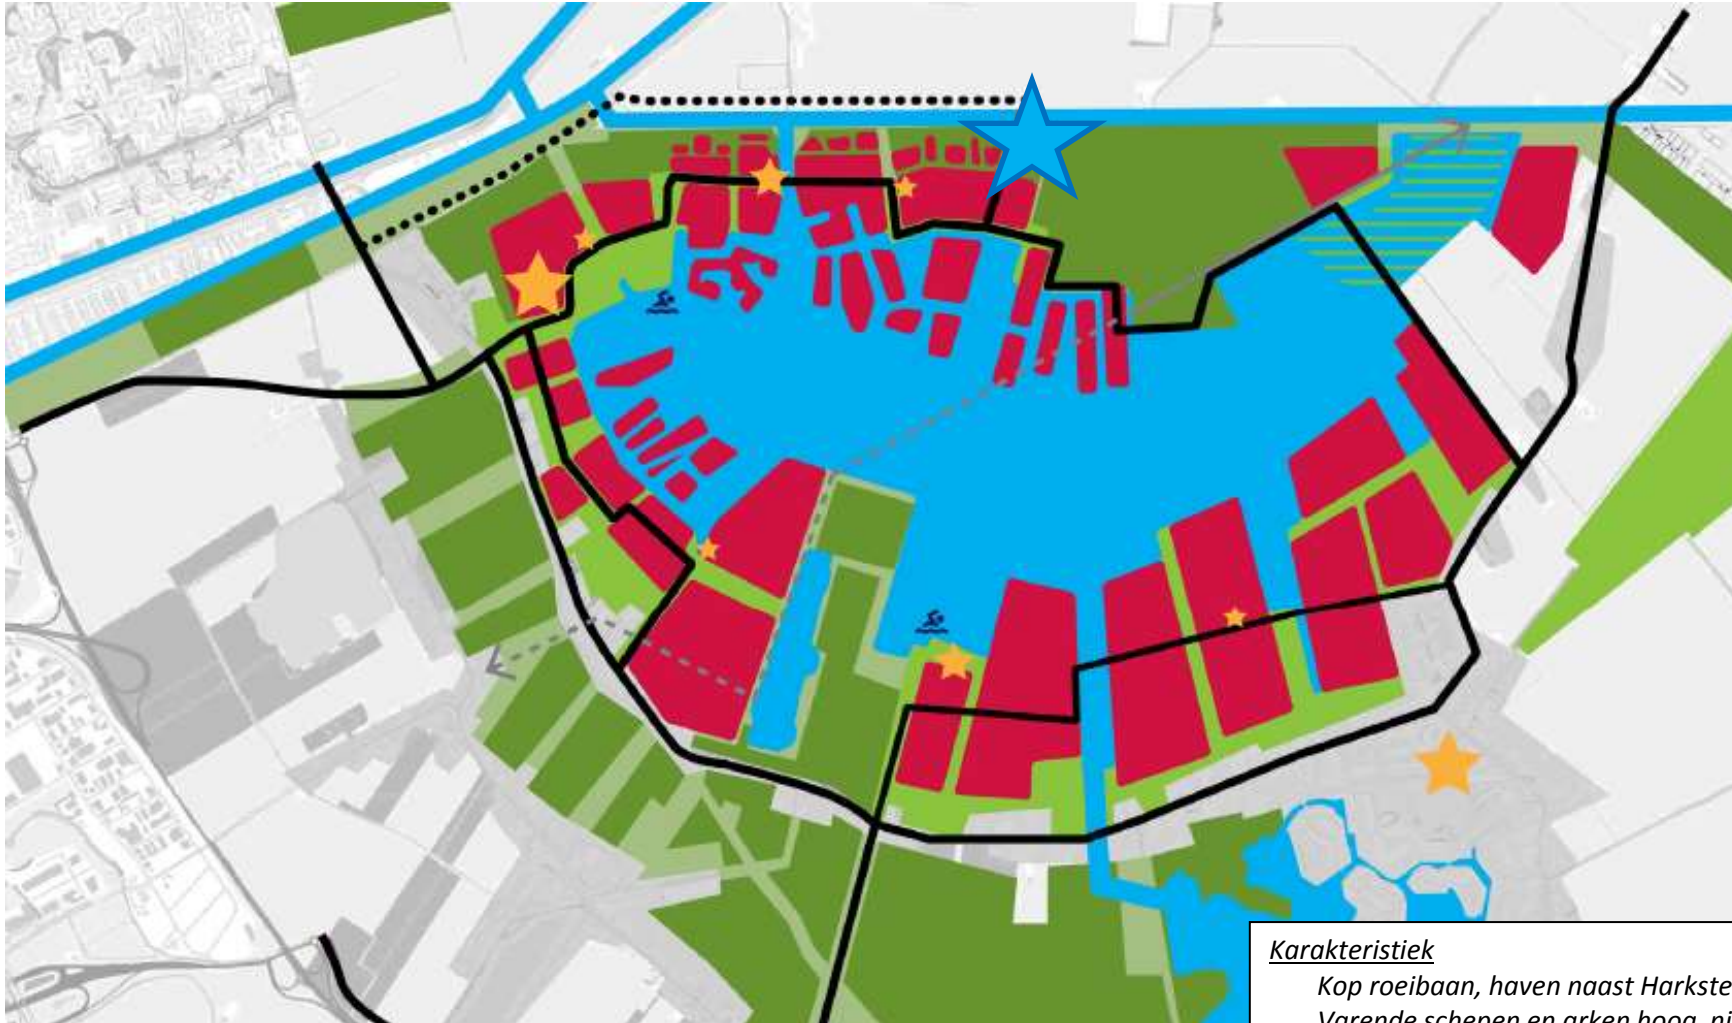 Karakteristiek
Kop roeibaan, haven naast Harkste
Varende schepen en arken hoog, ni